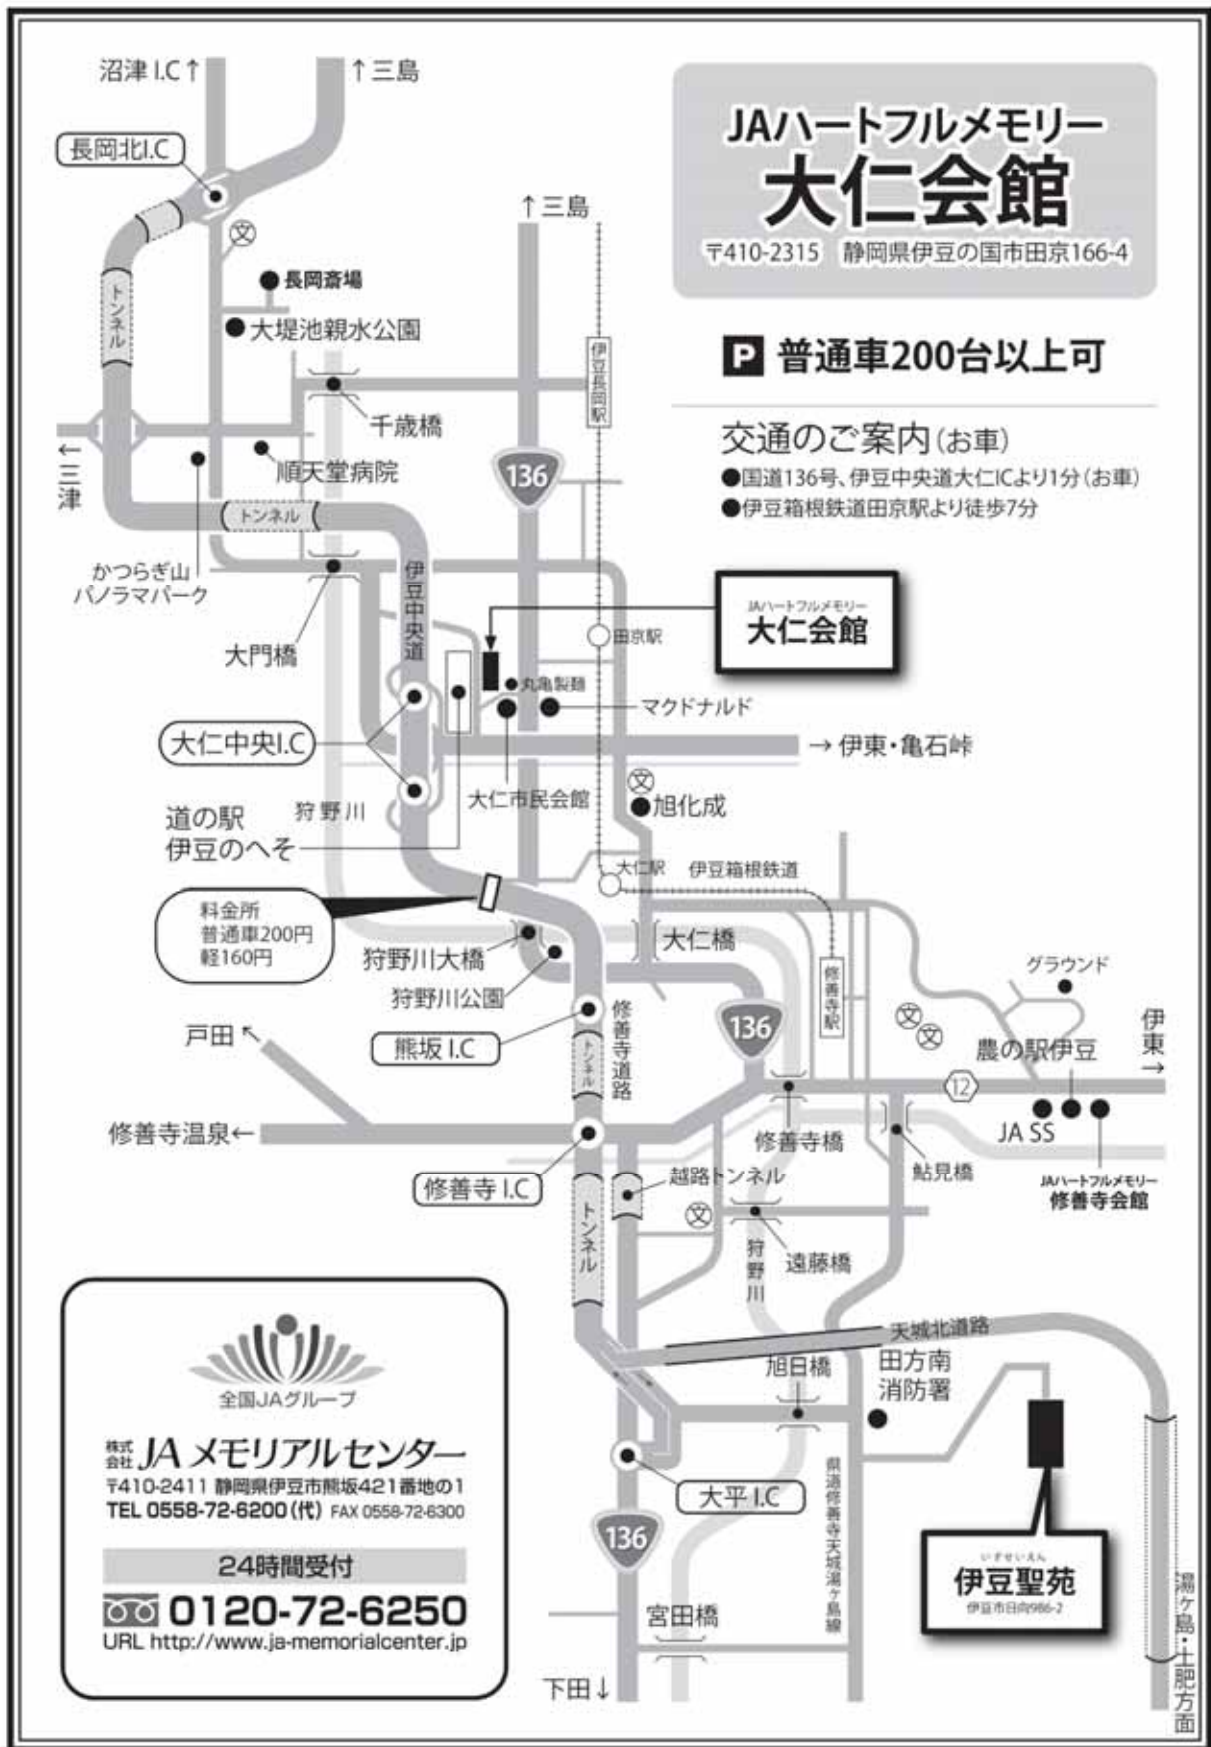 沼津 I.C ↑
↑三島
長岡北I.C
↑三島
JAハートフルメモリー
大仁会館
〒410-2315 静岡県伊豆の国市田京166-4
文
長岡斎場
トンネル
大堤池親水公園
伊豆長岡駅
P 普通車200台以上可
千歳橋
←三津
順天堂病院
136
交通のご案内(お車)
●国道136号、伊豆中央道大仁ICより1分(お車)
●伊豆箱根鉄道田京駅より徒歩7分
トンネル
かつらぎ山
パノラマパーク
伊豆中央道
JAハートフルメモリー
大仁会館
大門橋
田京駅
丸亀製麺
マクドナルド
大仁中央I.C
→伊東・亀石峠
文
大仁市民会館
旭化成
狩野川
道の駅
伊豆のへそ
大仁駅
伊豆箱根鉄道
料金所
普通車200円
軽160円
狩野川大橋
大仁橋
狩野川公園
修善寺駅
グラウンド
戸田↖
熊坂 I.C
トンネル
修善寺道路
136
文
文
農の駅伊豆
伊東→
12
修善寺温泉←
修善寺橋
JA SS
鮎見橋
JAハートフルメモリー
修善寺会館
修善寺 I.C
越路トンネル
トンネル
文
狩野川
遠藤橋
天城北道路
旭日橋
田方南
消防署
全国JAグループ
株式会社 JA メモリアルセンター
〒410-2411 静岡県伊豆市熊坂421番地の1
TEL 0558-72-6200(代) FAX 0558-72-6300
24時間受付
0120-72-6250
URL http://www.ja-memorialcenter.jp
大平 I.C
136
県道修善寺天城湯ヶ島線
いずせいえん
伊豆聖苑
伊豆市日向986-2
宮田橋
下田↓
湯ヶ島・土肥方面